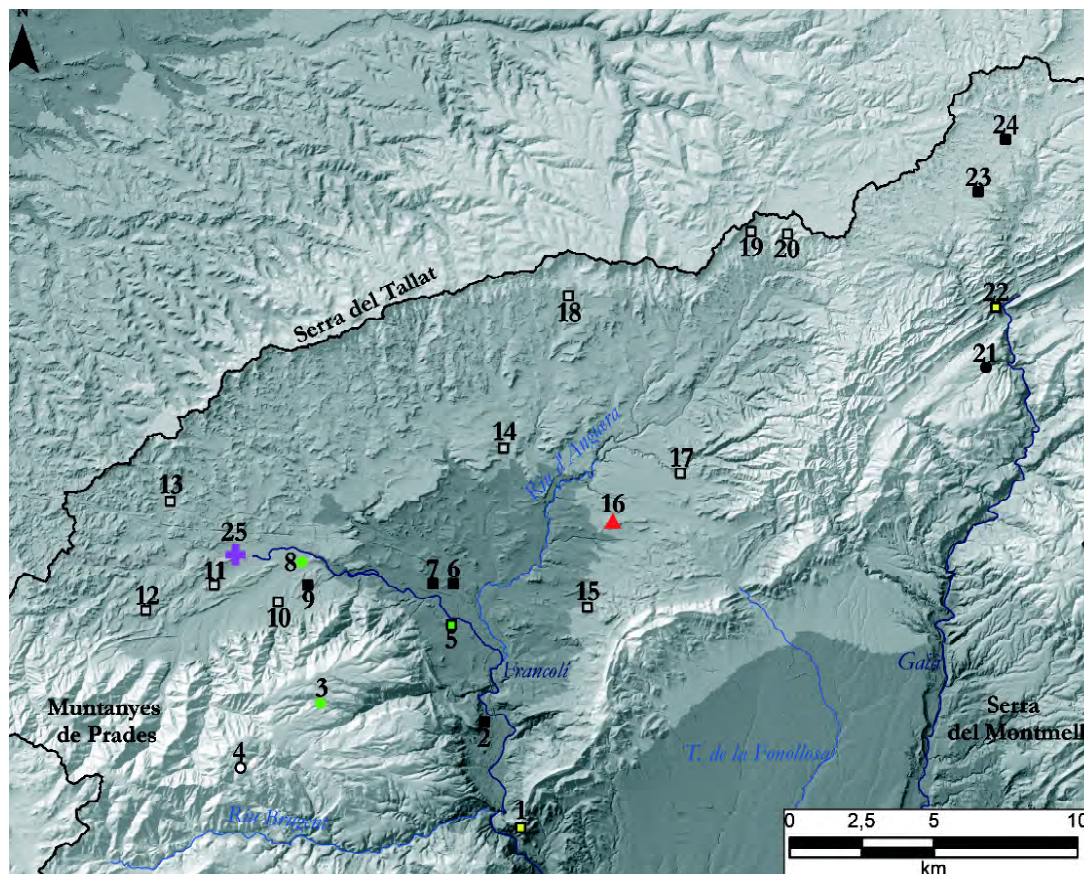 N
24
23
19
20
22
Serra del Tallat
18
21
Riu d'Anguera
14
17
13
16
25
8
11
7
6
12
9
10
15
5
Francolí
Gaià
3
Muntanyes
de Prades
Serra
del Montmell
2
4
T. de la Fonollosa
Riu Brugent
1
0
2,5
5
10
km